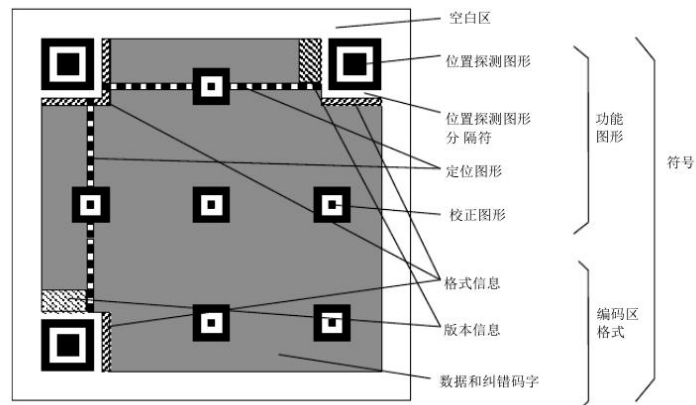 空白区
位置探测图形
位置探测图形
分 隔符
功能
图形
定位图形
符号
校正图形
格式信息
版本信息
编码区
格式
数据和纠错码字